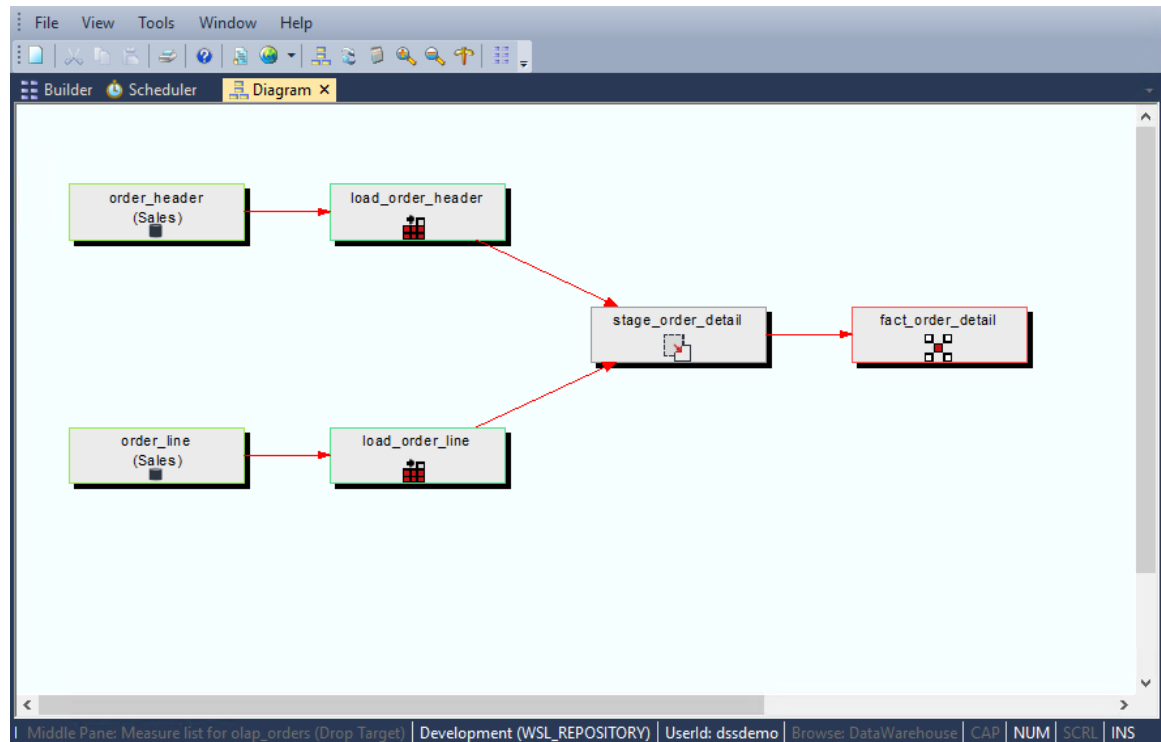 File View Tools Window Help
Builder Scheduler Diagram
order_header
(Sales)
load_order_header
stage_order_detail
fact_order_detail
order_line
(Sales)
load_order_line
Middle Pane: Measure list for olap_orders (Drop Target) Development (WSL_REPOSITORY) UserId: dssdemo Browse: DataWarehouse CAP NUM SCRL INS